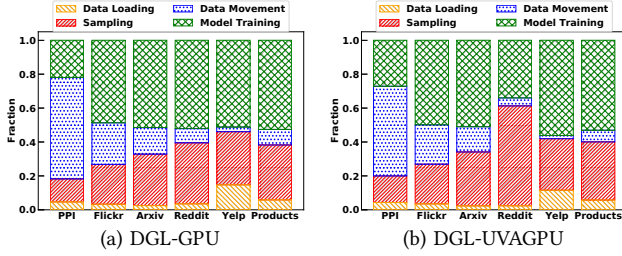 Data Loading Data Movement
Sampling Model Training
1.0
0.8
0.6
0.4
0.2
0.0
Fraction
PPI Flickr Arxiv Reddit Yelp Products
(a) DGL-GPU
Data Loading Data Movement
Sampling Model Training
1.0
0.8
0.6
0.4
0.2
0.0
Fraction
PPI Flickr Arxiv Reddit Yelp Products
(b) DGL-UVAGPU